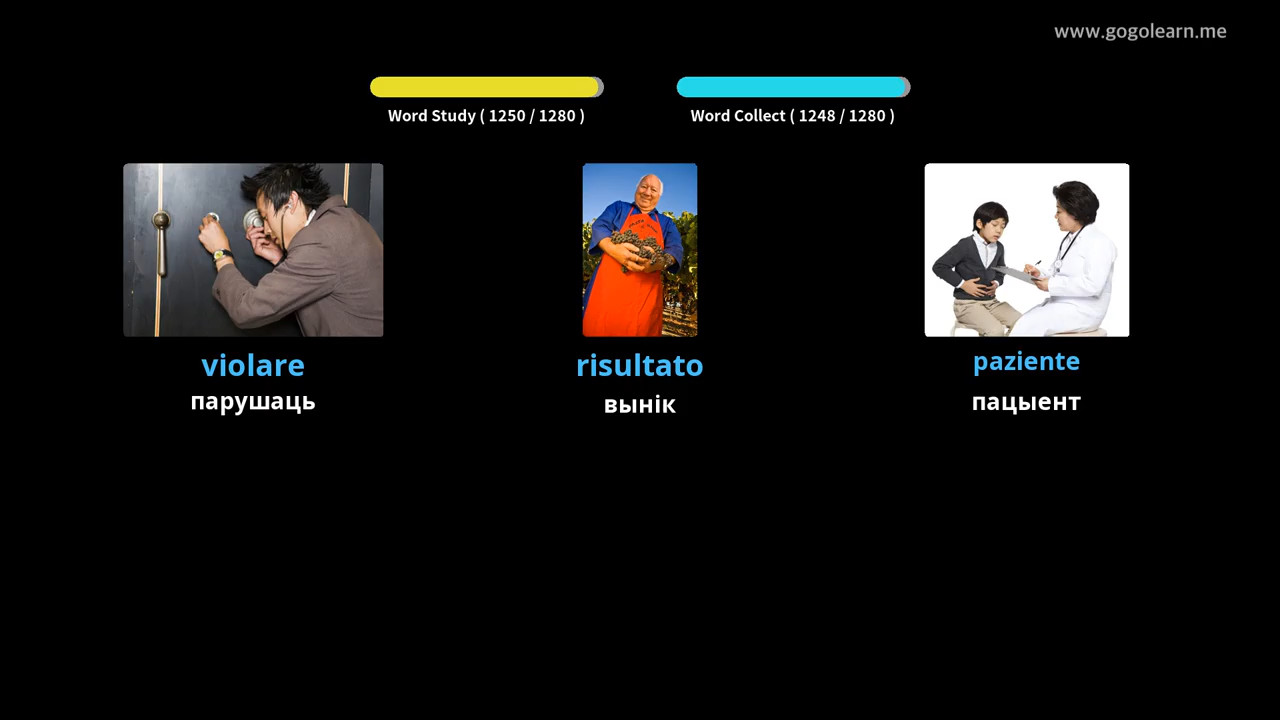 www.gogolearn.me
Word Study ( 1250 / 1280 )
Word Collect ( 1248 / 1280 )
violare
парушаць
risultato
вынік
paziente
пацыент